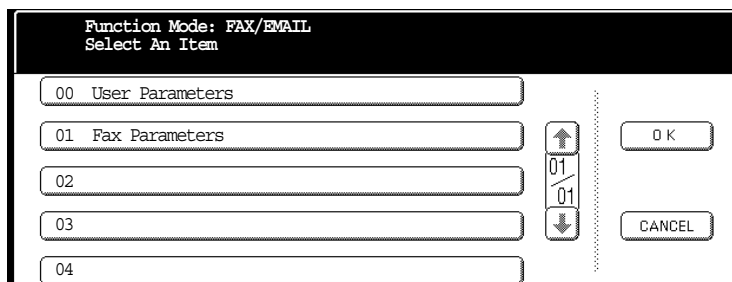 Function Mode: FAX/EMAIL
Select An Item
00 User Parameters
01 Fax Parameters
OK
01/01
02
03
CANCEL
04